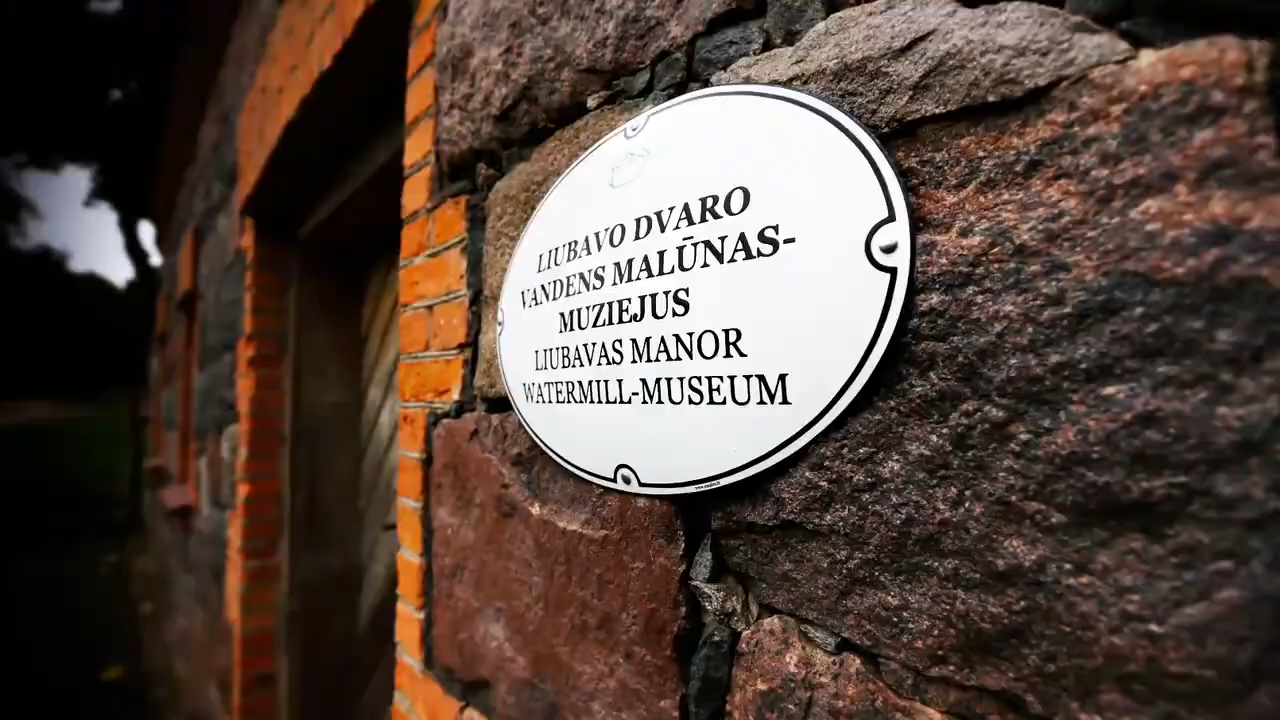 LIUBAVO DVARO
VANDENS MALŪNAS-
MUZIEJUS
LIUBAVAS MANOR
WATERMILL-MUSEUM